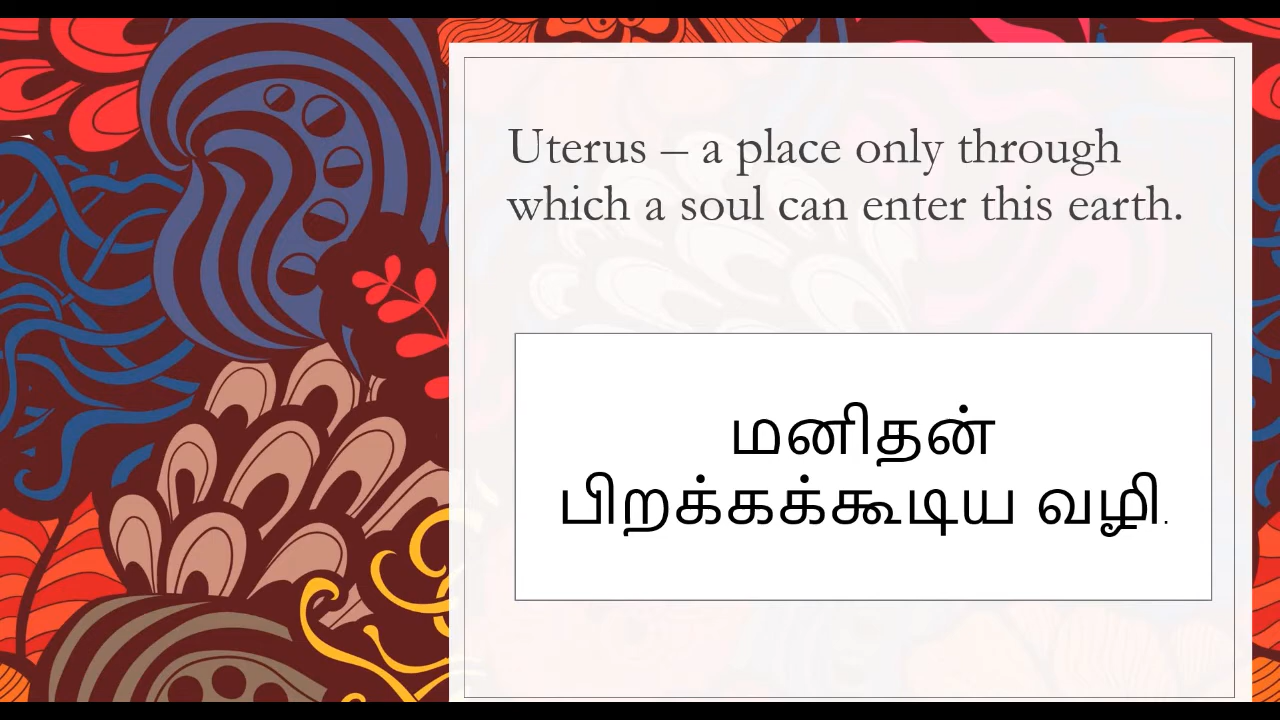 Uterus – a place only through
which a soul can enter this earth.
மனிதன்
பிறக்கக்கூடிய வழி.